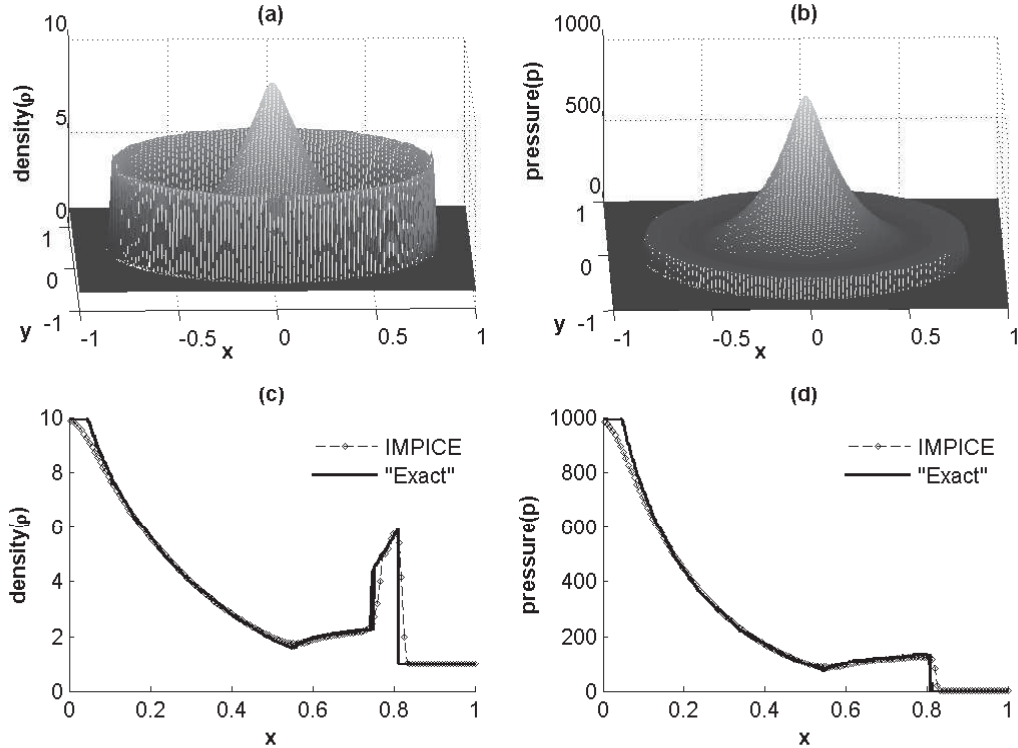 (a)
10
5
0
density(ρ)
1
0
-1
y
-1
-0.5
0
0.5
1
x
(b)
1000
500
0
pressure(p)
1
0
-1
y
-1
-0.5
0
0.5
1
x
(c)
10
8
6
4
2
0
density(ρ)
IMPICE
"Exact"
0
0.2
0.4
0.6
0.8
1
x
(d)
1000
800
600
400
200
0
pressure(p)
IMPICE
"Exact"
0
0.2
0.4
0.6
0.8
1
x